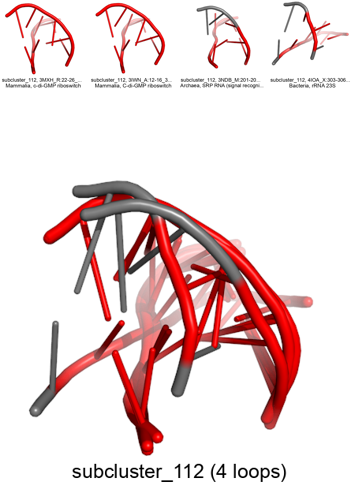 subcluster_112, 3MXH_R:22-26_...
Mammalia, c-di-GMP riboswitch
subcluster_112, 3IWN_A:12-16_3...
Mammalia, C-di-GMP riboswitch
subcluster_112, 3NDB_M:201-20...
Archaea, SRP RNA (signal recogni...
subcluster_112, 4IOA_X:303-306...
Bacteria, rRNA 23S
subcluster_112 (4 loops)